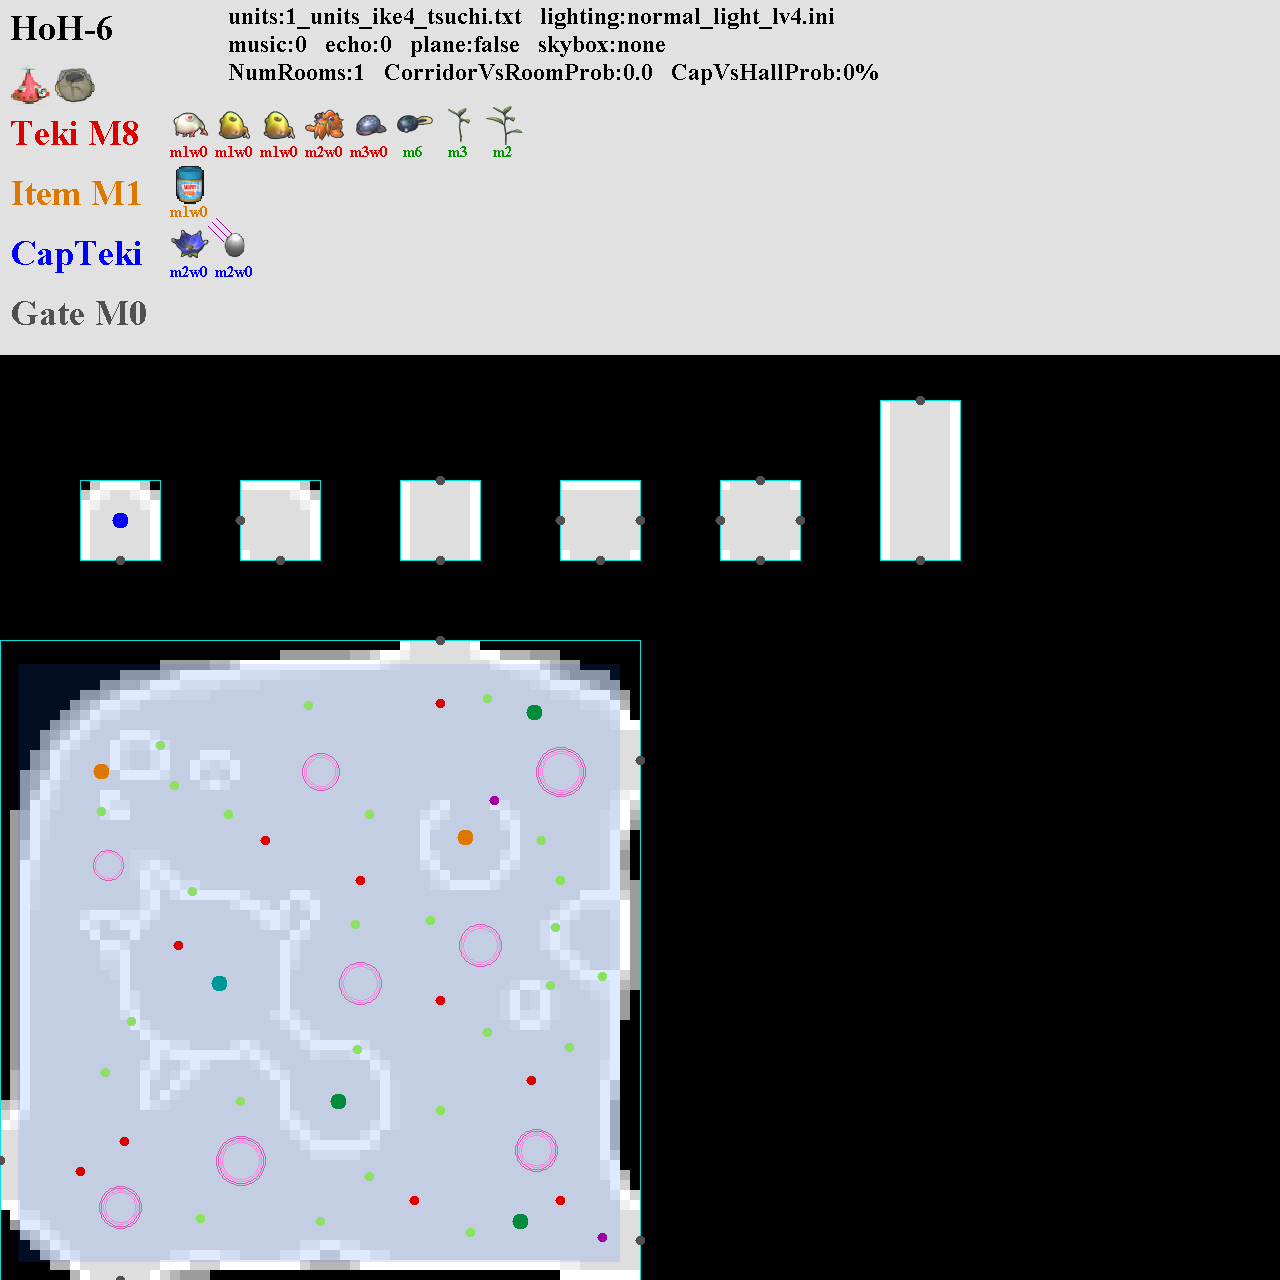 HoH-6
units:1_units_ike4_tsuchi.txt lighting:normal_light_lv4.ini
music:0 echo:0 plane:false skybox:none
NumRooms:1 CorridorVsRoomProb:0.0 CapVsHallProb:0%
Teki M8
m1w0 m1w0 m1w0 m2w0 m3w0 m6 m3 m2
Item M1
m1w0
CapTeki
m2w0 m2w0
Gate M0